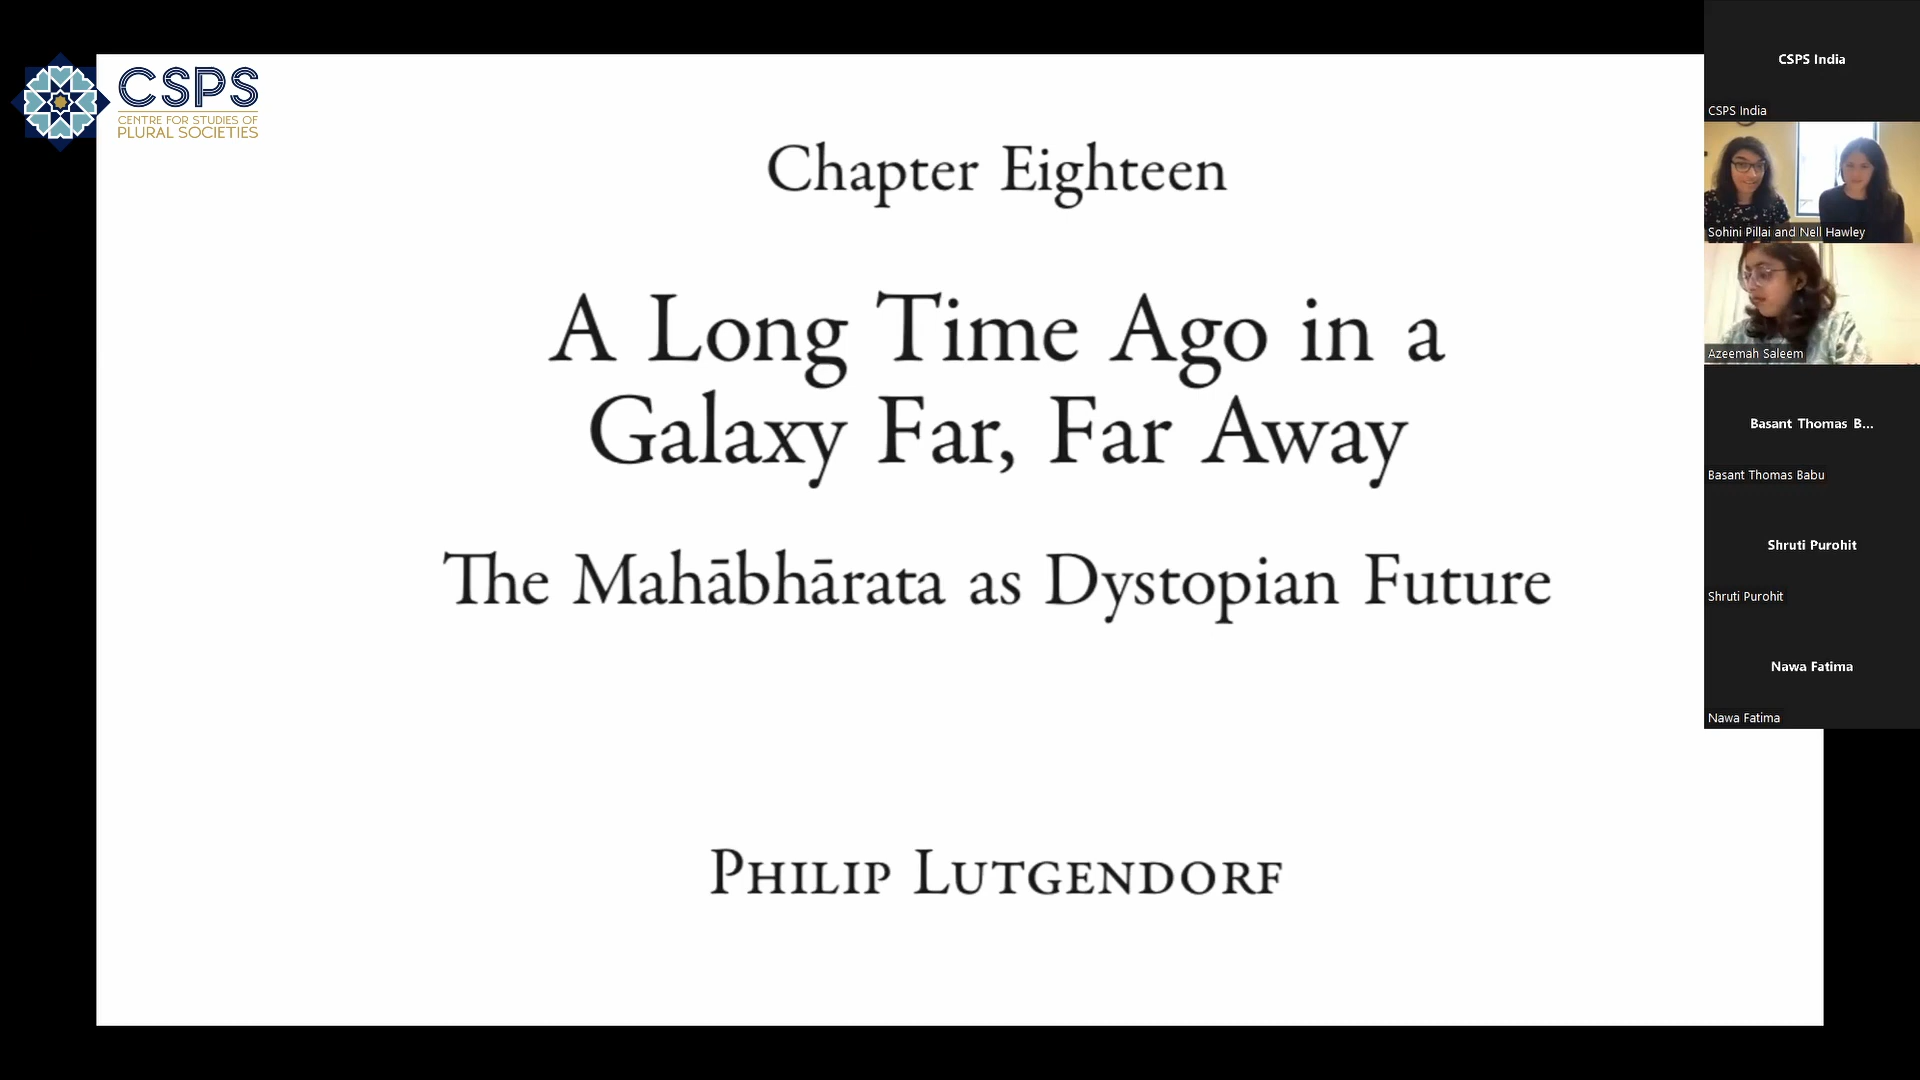 CSPS
CENTRE FOR STUDIES OF
PLURAL SOCIETIES
Chapter Eighteen
A Long Time Ago in a
Galaxy Far, Far Away
The Mahābhārata as Dystopian Future
PHILIP LUTGENDORF
CSPS India
CSPS India
Sohini Pillai and Nell Hawley
Azeemah Saleem
Basant Thomas B...
Basant Thomas Babu
Shruti Purohit
Shruti Purohit
Nawa Fatima
Nawa Fatima